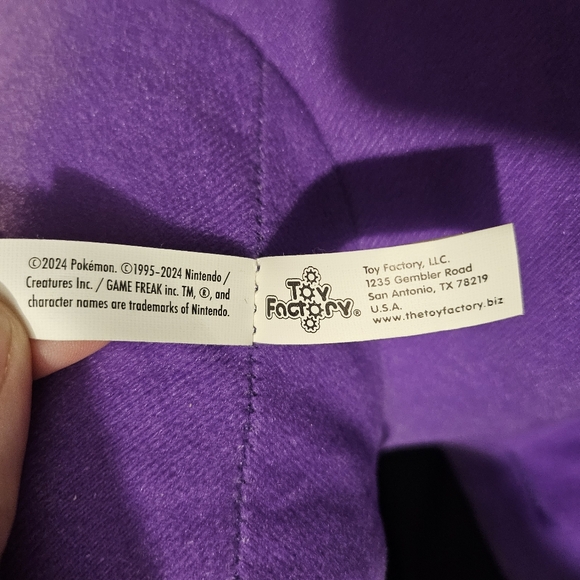 ©2024 Pokémon. ©1995-2024 Nintendo /
Creatures Inc. / GAME FREAK inc. TM, ®, and
character names are trademarks of Nintendo.
Toy
Factory®
Toy Factory, LLC.
1235 Gembler Road
San Antonio, TX 78219
U.S.A.
www.thetoyfactory.biz